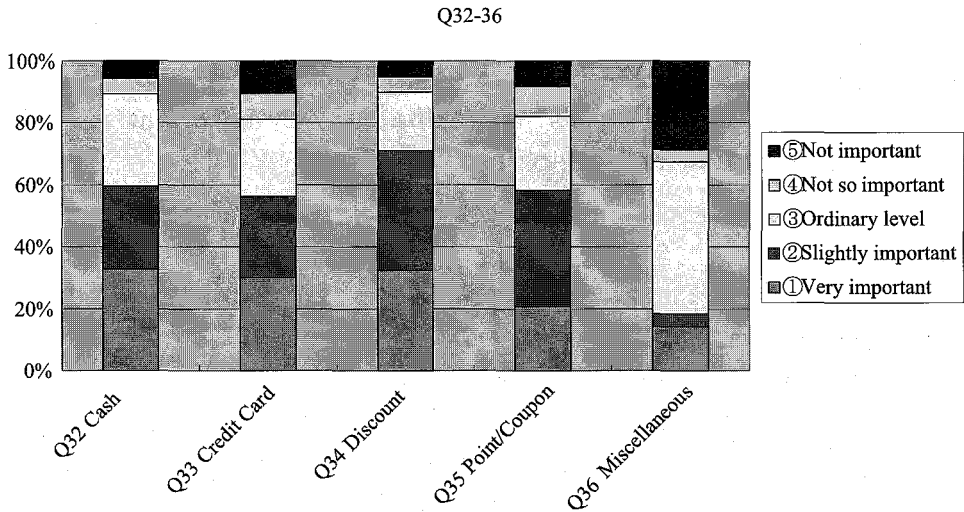 Q32-36
100%
80%
60%
40%
20%
0%
Q32 Cash
Q33 Credit Card
Q34 Discount
Q35 Point/Coupon
Q36 Miscellaneous
⑤Not important
④Not so important
③Ordinary level
②Slightly important
①Very important